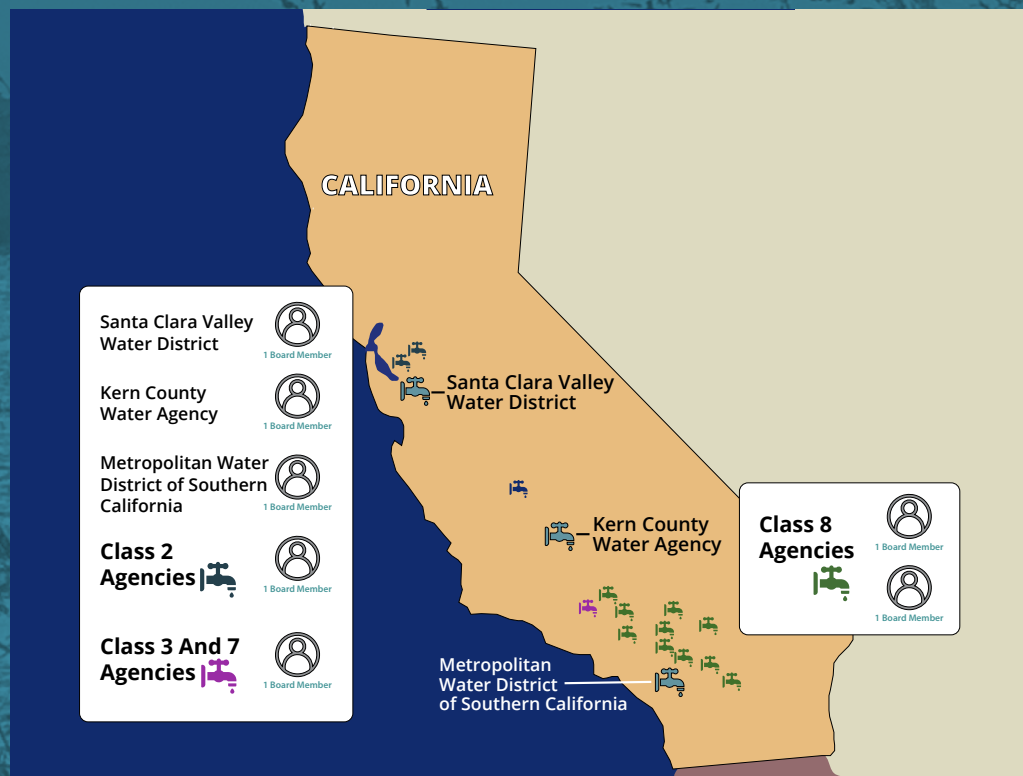 CALIFORNIA
Santa Clara Valley
Water District
1 Board Member
Kern County
Water Agency
1 Board Member
Metropolitan Water
District of Southern
California
1 Board Member
Class 2
Agencies
1 Board Member
Class 3 And 7
Agencies
1 Board Member
Santa Clara Valley
Water District
Kern County
Water Agency
Metropolitan
Water District
of Southern California
Class 8
Agencies
1 Board Member
1 Board Member